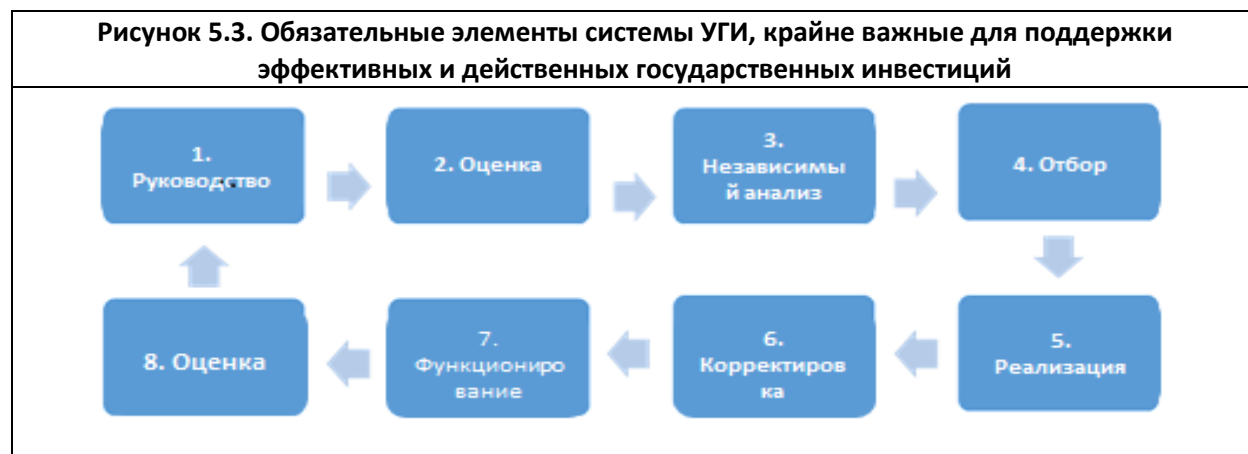 Рисунок 5.3. Обязательные элементы системы УГИ, крайне важные для поддержки
эффективных и действенных государственных инвестиций
1.
Руководство
2. Оценка
3.
Независимы
й анализ
4. Отбор
5.
Реализация
6.
Корректиров
ка
7.
Функциониро
вание
8. Оценка